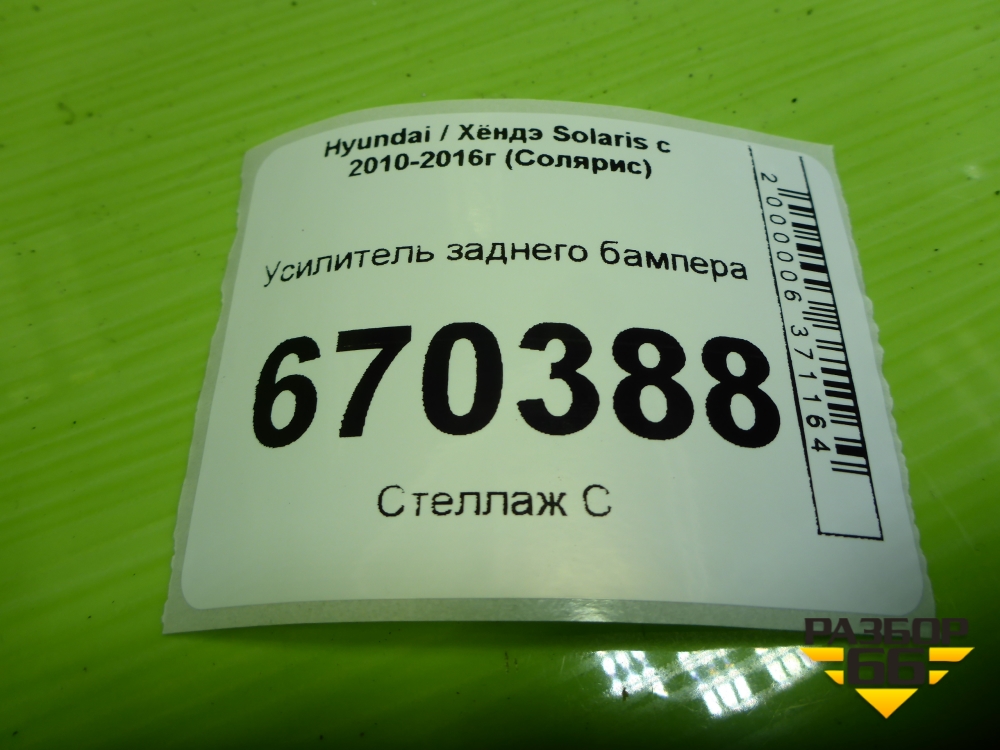 Hyundai / Хёндэ Solaris с
2010-2016г (Солярис)
Усилитель заднего бампера
670388
Стеллаж С
2000006371164
РАЗБОР
66